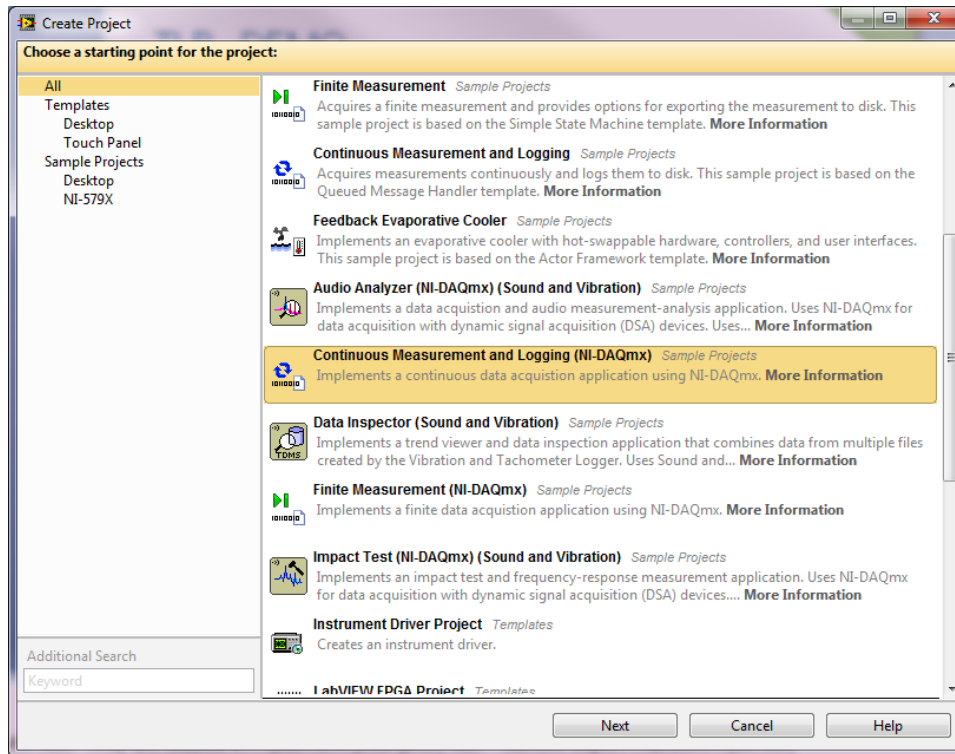 Create Project
Choose a starting point for the project:
All
Templates
Desktop
Touch Panel
Sample Projects
Desktop
NI-579X
Additional Search
Keyword
Finite Measurement Sample Projects
Acquires a finite measurement and provides options for exporting the measurement to disk. This
sample project is based on the Simple State Machine template. More Information
Continuous Measurement and Logging Sample Projects
Acquires measurements continuously and logs them to disk. This sample project is based on the
Queued Message Handler template. More Information
Feedback Evaporative Cooler Sample Projects
Implements an evaporative cooler with hot-swappable hardware, controllers, and user interfaces.
This sample project is based on the Actor Framework template. More Information
Audio Analyzer (NI-DAQmx) (Sound and Vibration) Sample Projects
Implements a data acquistion and audio measurement-analysis application. Uses NI-DAQmx for
data acquisition with dynamic signal acquisition (DSA) devices. Uses... More Information
Continuous Measurement and Logging (NI-DAQmx) Sample Projects
Implements a continuous data acquistion application using NI-DAQmx. More Information
Data Inspector (Sound and Vibration) Sample Projects
TDMS
Implements a trend viewer and data inspection application that combines data from multiple files
created by the Vibration and Tachometer Logger. Uses Sound and... More Information
Finite Measurement (NI-DAQmx) Sample Projects
Implements a finite data acquistion application using NI-DAQmx. More Information
Impact Test (NI-DAQmx) (Sound and Vibration) Sample Projects
Implements an impact test and frequency-response measurement application. Uses NI-DAQmx
for data acquisition with dynamic signal acquisition (DSA) devices.... More Information
Instrument Driver Project Templates
Creates an instrument driver.
LabVIEW FPGA Project Templates
Next
Cancel
Help